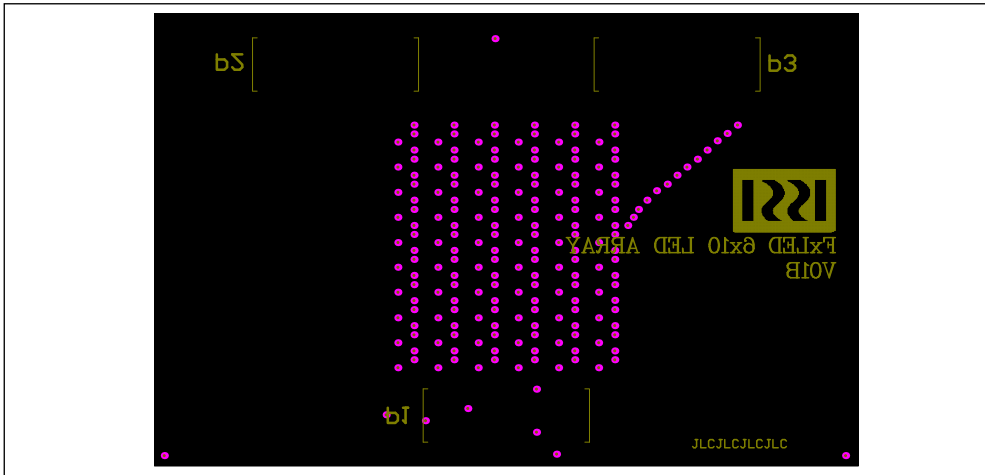 P2
P3
ISSI
FxLED 6x10 LED ARRAY
V01B
P1
JLCJLCJLCJLC